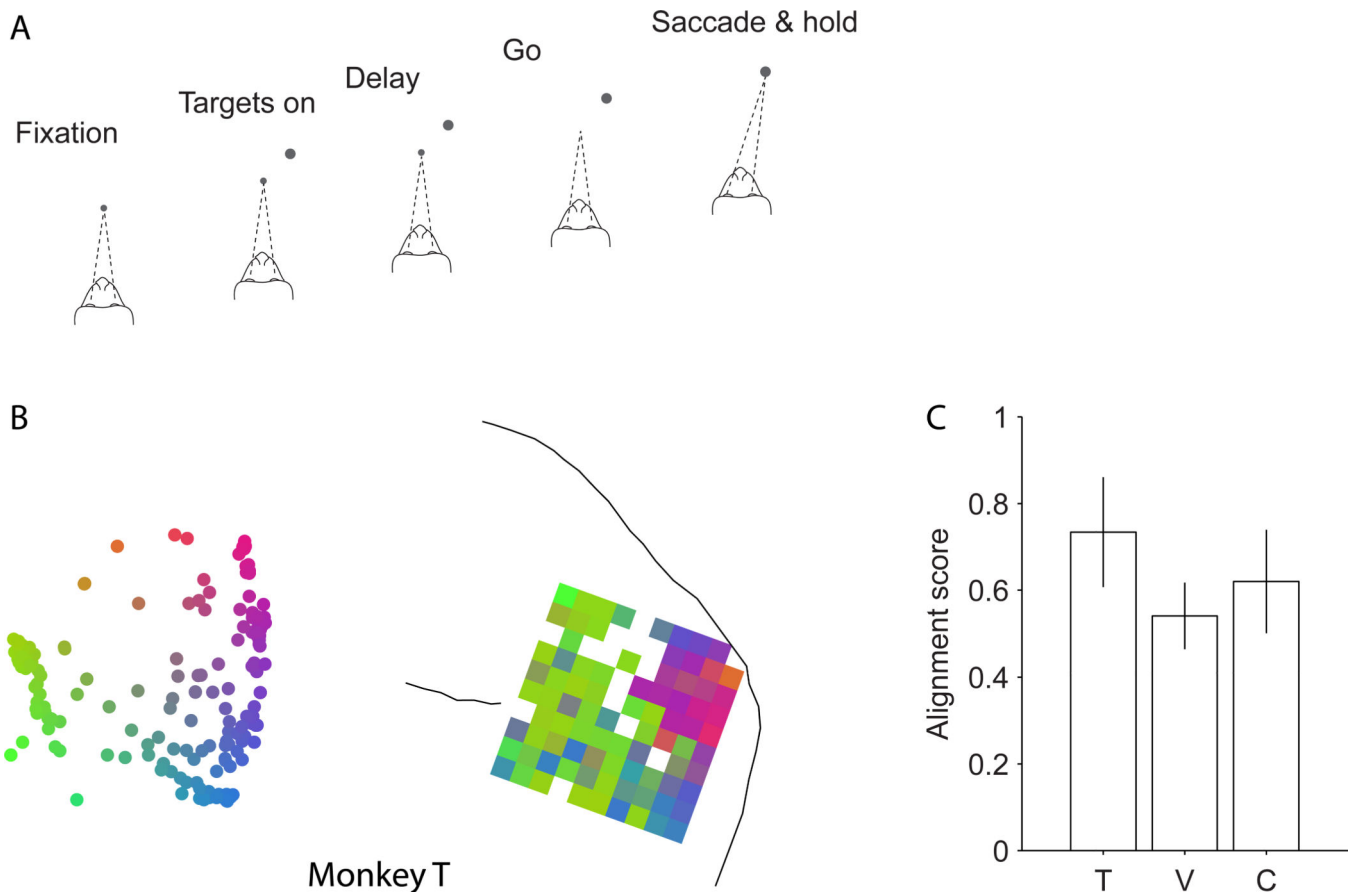 A
Fixation
Targets on
Delay
Go
Saccade & hold
B
Monkey T
C
Alignment score
1
0.8
0.6
0.4
0.2
0
T V C